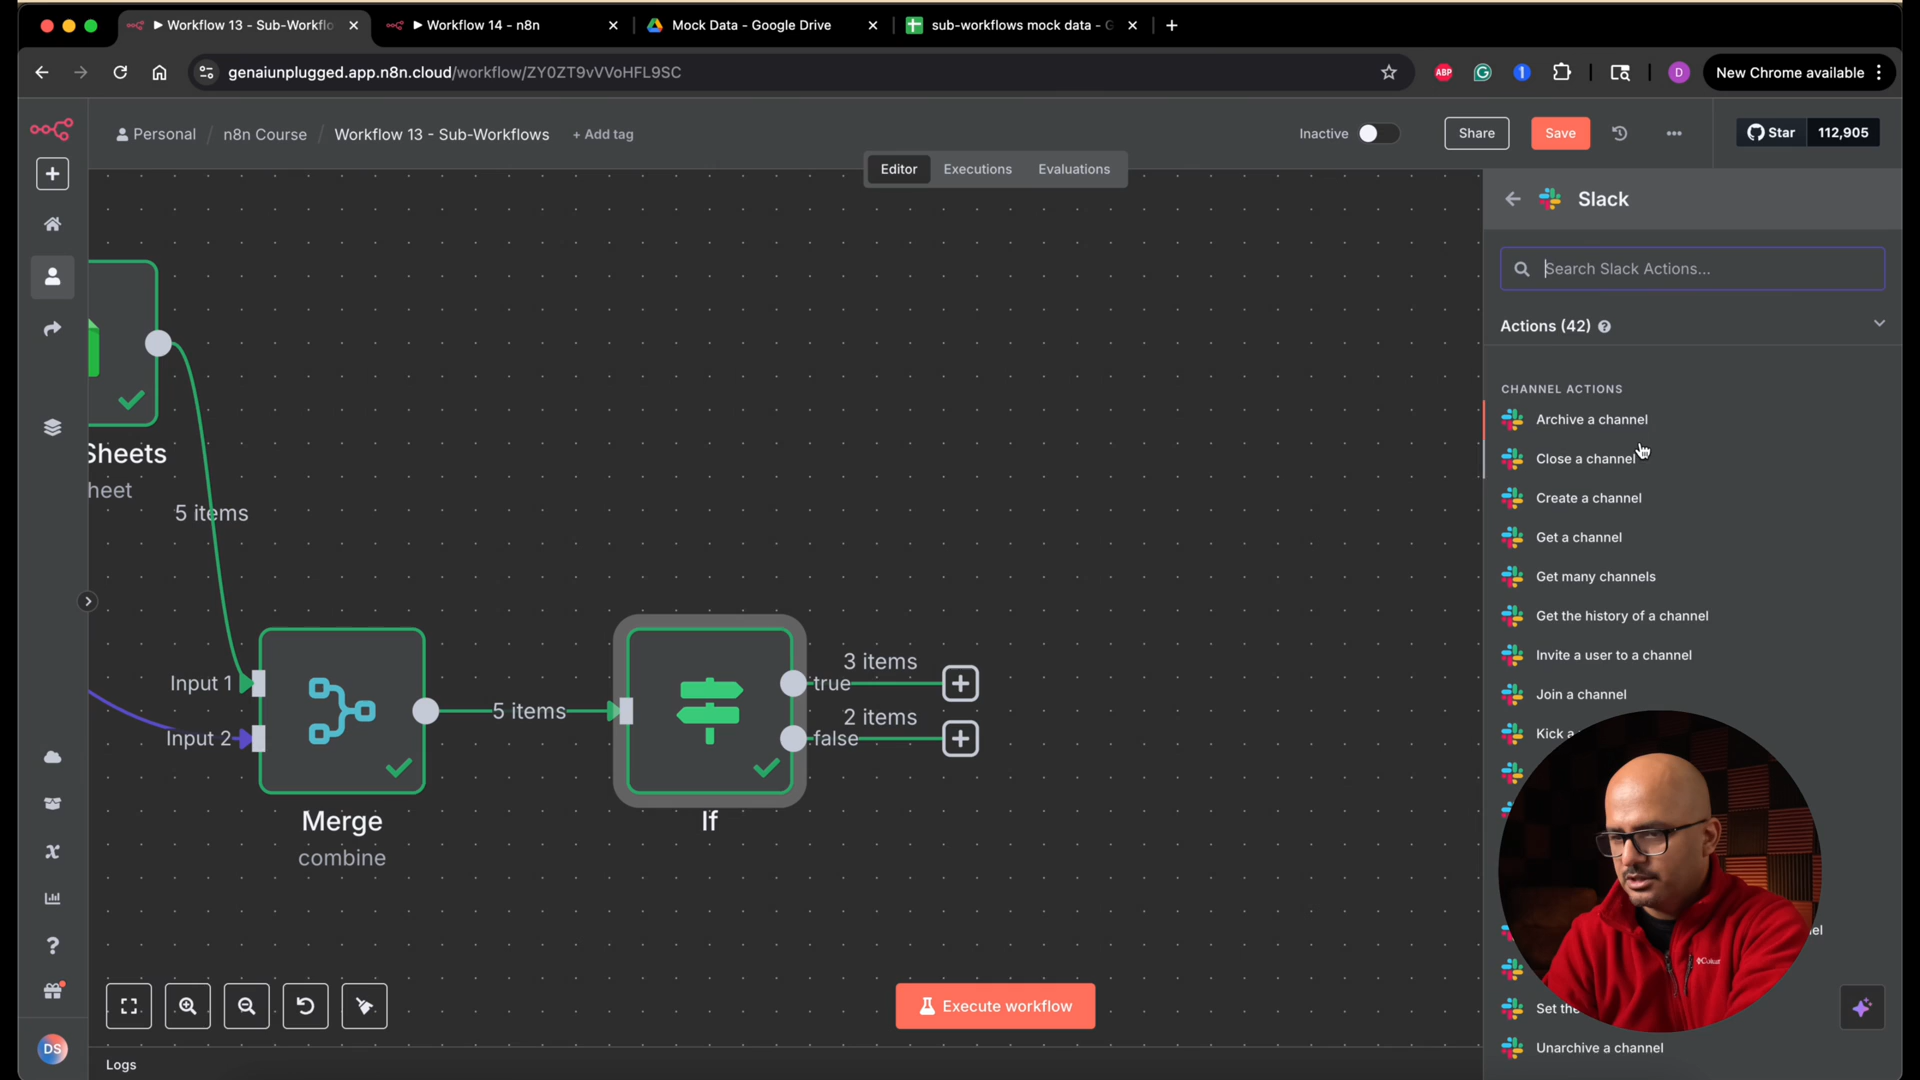 Workflow 13 - Sub-Workflo
Workflow 14 - n8n
Mock Data - Google Drive
sub-workflows mock data - G
genaiunplugged.app.n8n.cloud/workflow/ZY0ZT9vVVoHFL9SC
ABP
D
New Chrome available
Personal / n8n Course / Workflow 13 - Sub-Workflows + Add tag
Inactive
Share
Save
Star 112,905
Editor
Executions
Evaluations
Slack
Search Slack Actions...
Actions (42)
CHANNEL ACTIONS
Archive a channel
Close a channel
Create a channel
Get a channel
Get many channels
Get the history of a channel
Invite a user to a channel
Join a channel
Kick a
Set the
Unarchive a channel
Sheets
heet
5 items
Input 1
Input 2
5 items
3 items
true
2 items
false
Merge
combine
If
Execute workflow
DS
Logs